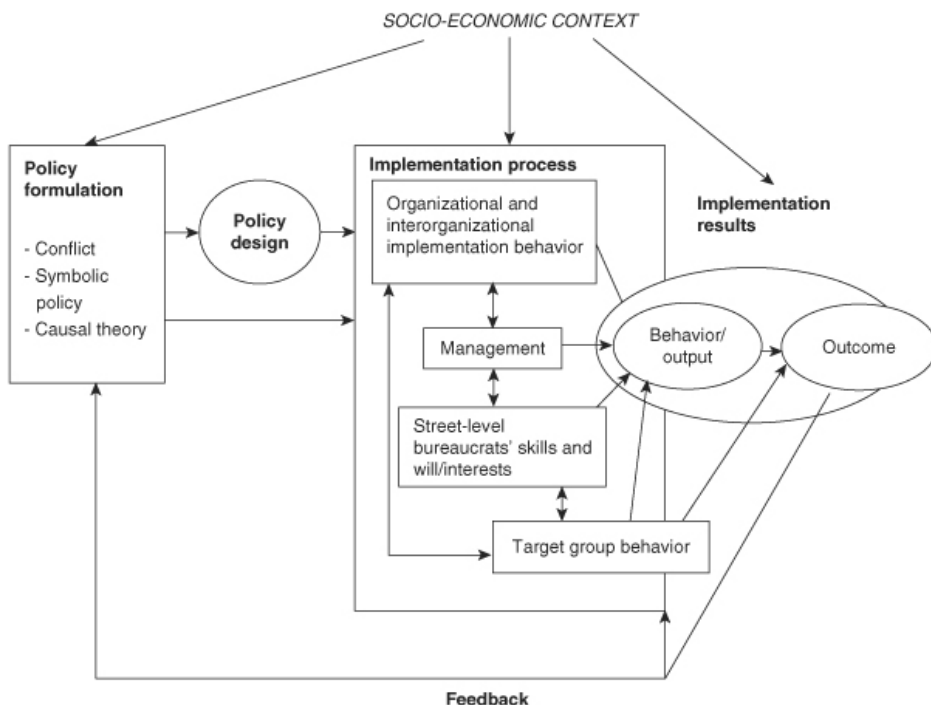 SOCIO-ECONOMIC CONTEXT
Policy
formulation
- Conflict
- Symbolic
policy
- Causal theory
Policy
design
Implementation process
Organizational and
interorganizational
implementation behavior
Management
Street-level
bureaucrats' skills and
will/interests
Target group behavior
Implementation
results
Behavior/
output
Outcome
Feedback